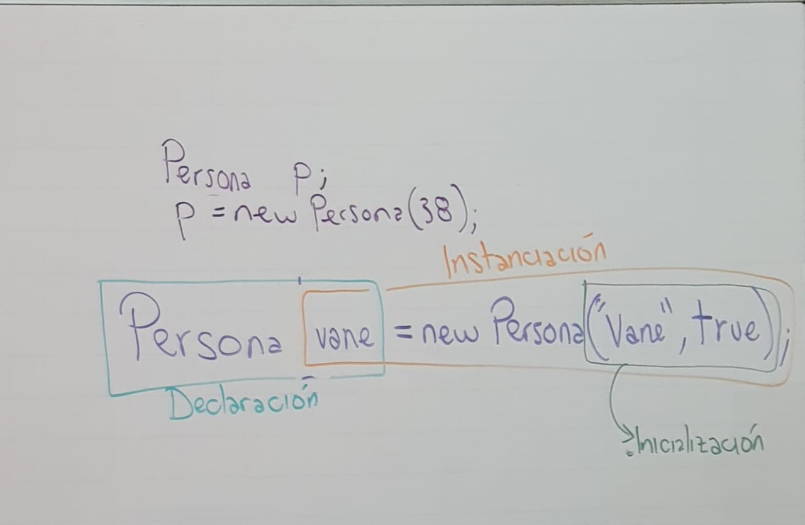 Persona p;
p = new Persona(38);
Instanciación
Persona vane = new Persona("Vane", true);
Declaración
Inicialización